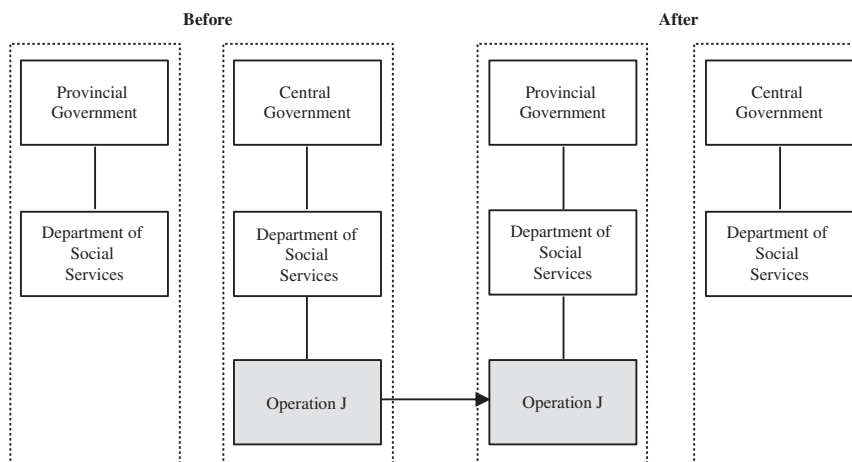 Before
After
Provincial
Government
Central
Government
Provincial
Government
Central
Government
Department of
Social
Services
Department of
Social
Services
Department of
Social
Services
Department of
Social
Services
Operation J
Operation J